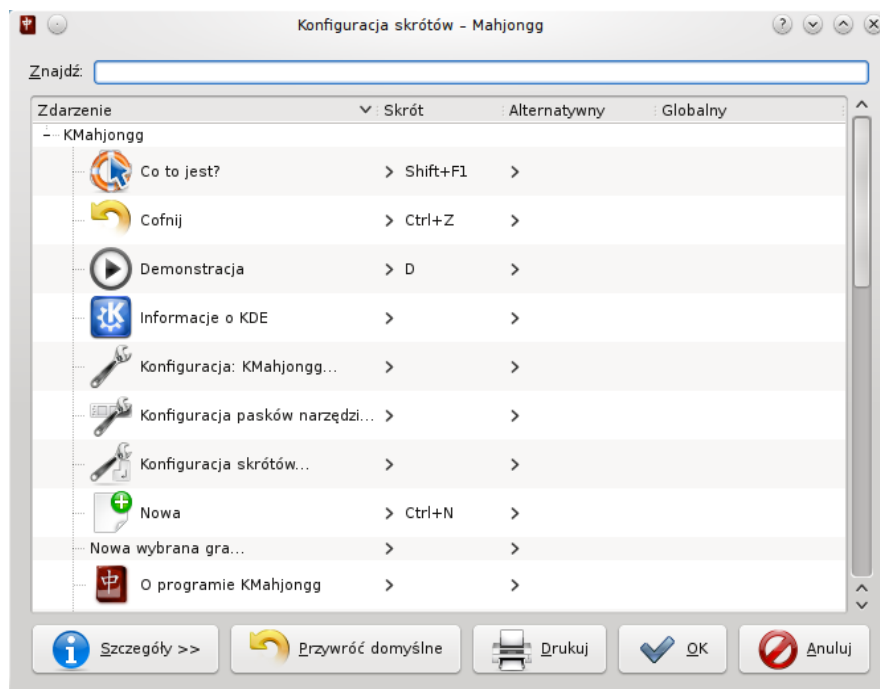 Konfiguracja skrótów – Mahjongg
Znajdź:
Zdarzenie Skrót Alternatywny Globalny
KMahjongg
Co to jest? Shift+F1
Cofnij Ctrl+Z
Demonstracja D
Informacje o KDE
Konfiguracja: KMahjongg...
Konfiguracja pasków narzędzi...
Konfiguracja skrótów...
Nowa Ctrl+N
Nowa wybrana gra...
中 O programie KMahjongg
Szczegóły >> Przywróć domyślne Drukuj OK Anuluj